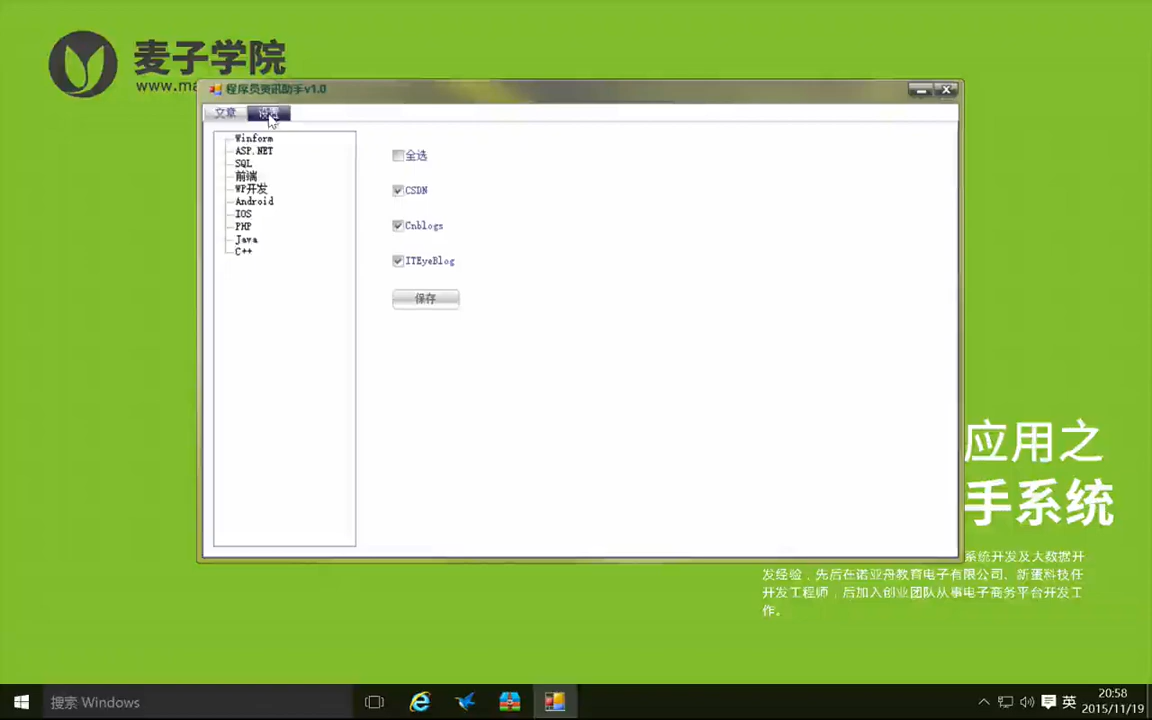 麦子学院
www.ma
程序员资讯助手v1.0
文章 设置
Winform
ASP.NET
SQL
前端
WP开发
Android
IOS
PHP
Java
C++
全选
CSDN
Cnblogs
ITEyeBlog
保存
应用之
手系统
系统开发及大数据开
发经验，先后在诺亚舟教育电子有限公司、新蛋科技任
开发工程师，后加入创业团队从事电子商务平台开发工
作。
搜索 Windows
英
20:58
2015/11/19